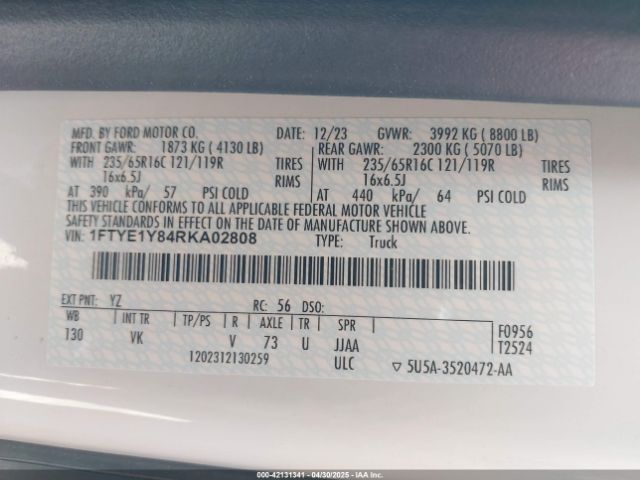 MFD. BY FORD MOTOR CO. DATE: 12/23 GVWR: 3992 KG ( 8800 LB)
FRONT GAWR: 1873 KG ( 4130 LB) REAR GAWR: 2300 KG ( 5070 LB)
WITH 235/65R16C 121/119R TIRES WITH 235/65R16C 121/119R TIRES
16x6.5J RIMS 16x6.5J RIMS
AT 390 kPa/ 57 PSI COLD AT 440 kPa/ 64 PSI COLD
THIS VEHICLE CONFORMS TO ALL APPLICABLE FEDERAL MOTOR VEHICLE
SAFETY STANDARDS IN EFFECT ON THE DATE OF MANUFACTURE SHOWN ABOVE.
VIN: 1FTYE1Y84RKA02808 TYPE: Truck
EXT PNT: YZ RC: 56 DSO:
WB INT TR TP/PS R AXLE TR SPR F0956
130 VK V 73 U JJAA T2524
1202312130259 ULC ▽ 5U5A-3520472-AA
000-42131341 - 04/30/2025 - IAAI.com